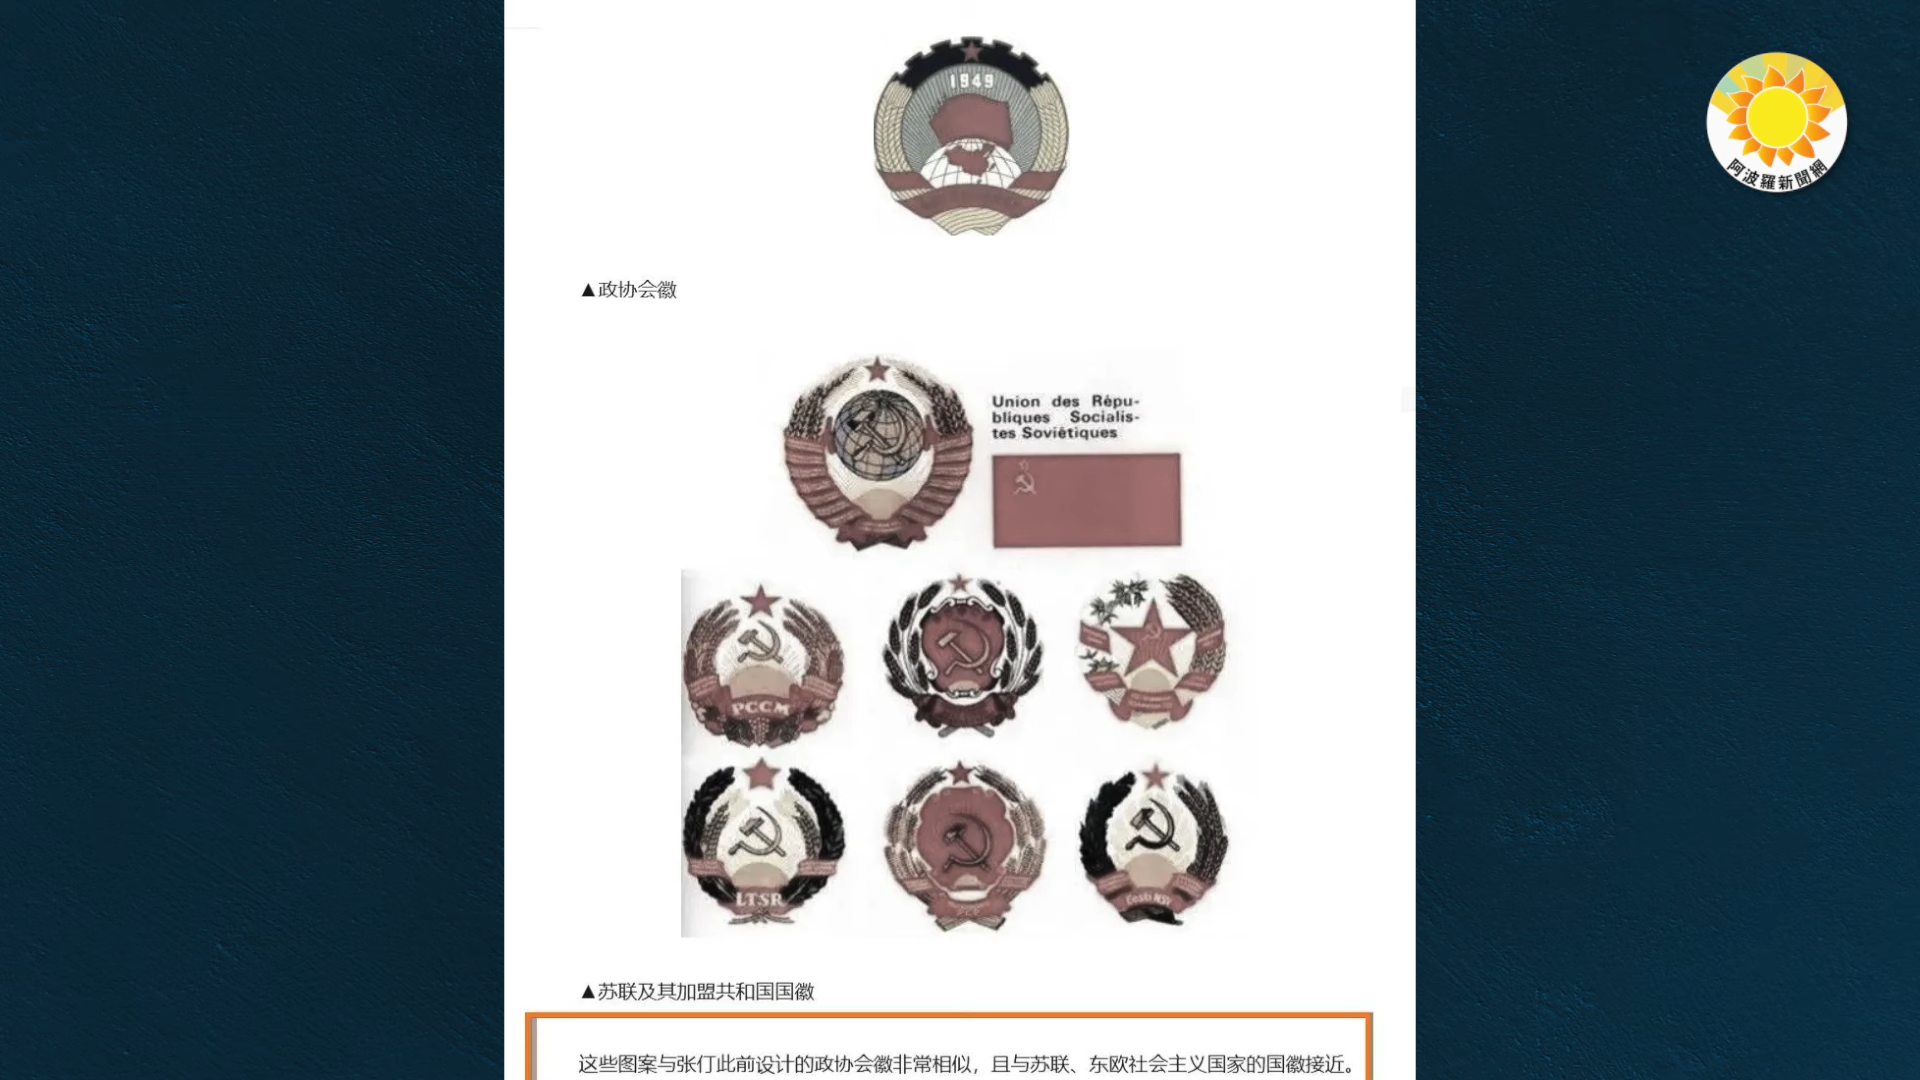 1949
阿波羅新聞網
▲政协会徽
Union des Répu-
bliques Socialis-
tes Soviétiques
РССМ
LTSR
▲苏联及其加盟共和国国徽
这些图案与张仃此前设计的政协会徽非常相似，且与苏联、东欧社会主义国家的国徽接近。